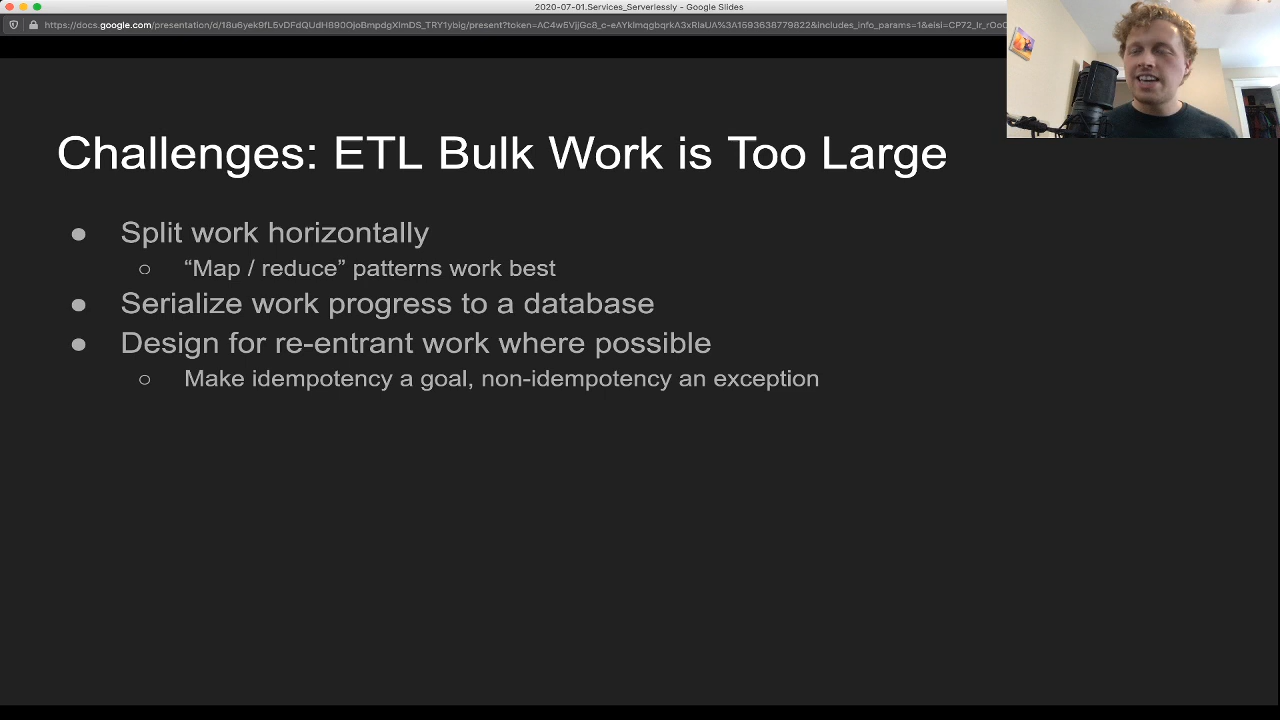 2020-07-01.Services_Serverlessly - Google Slides
Challenges: ETL Bulk Work is Too Large
● Split work horizontally
○ “Map / reduce” patterns work best
● Serialize work progress to a database
● Design for re-entrant work where possible
○ Make idempotency a goal, non-idempotency an exception